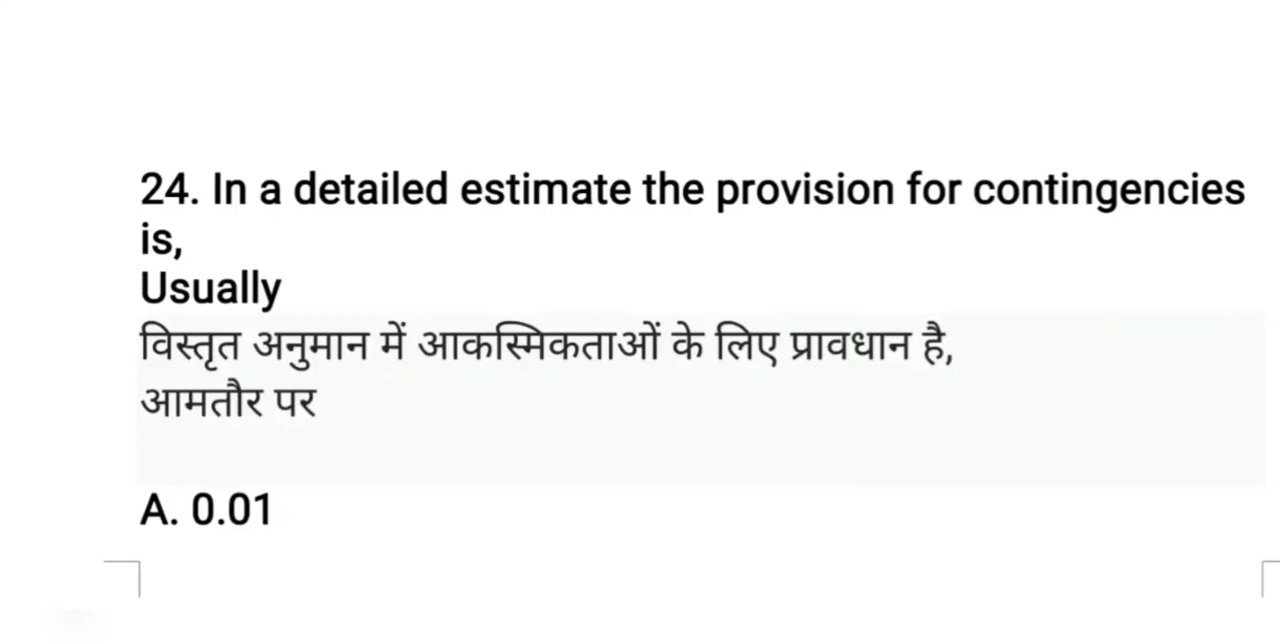 24. In a detailed estimate the provision for contingencies
is,
Usually
विस्तृत अनुमान में आकस्मिकताओं के लिए प्रावधान है,
आमतौर पर
A. 0.01